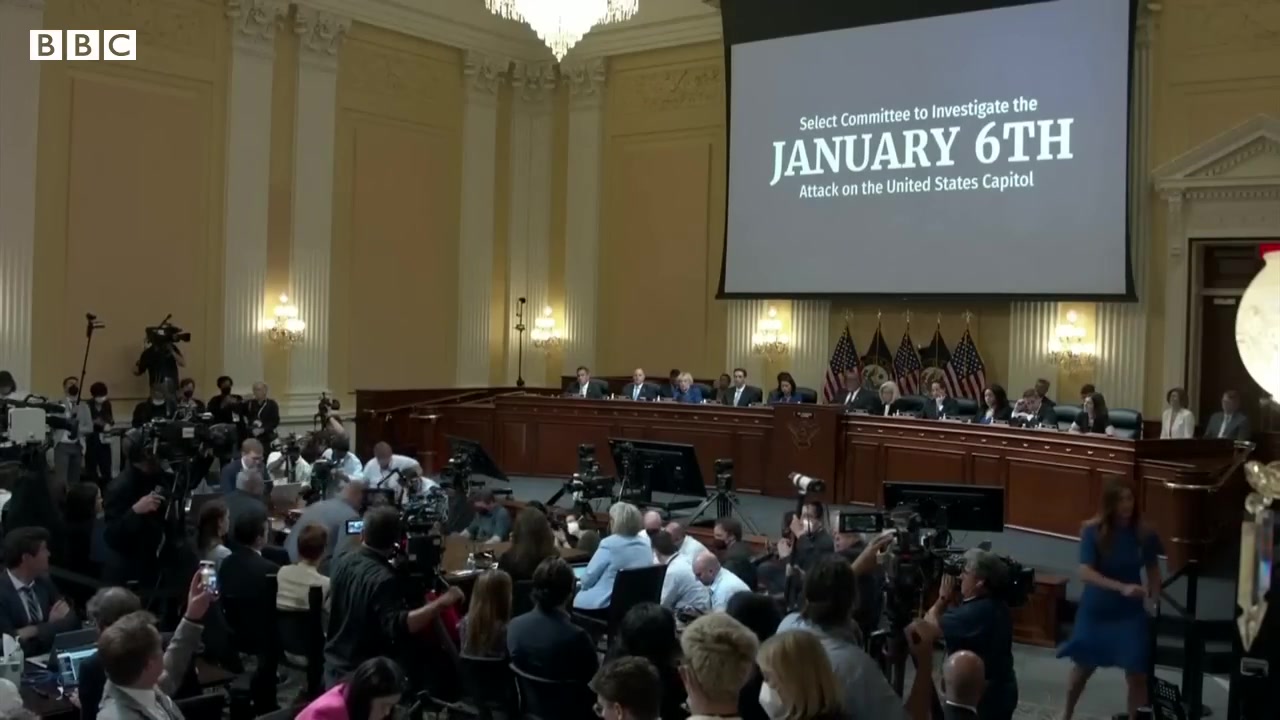 BBC
Select Committee to Investigate the
JANUARY 6TH
Attack on the United States Capitol